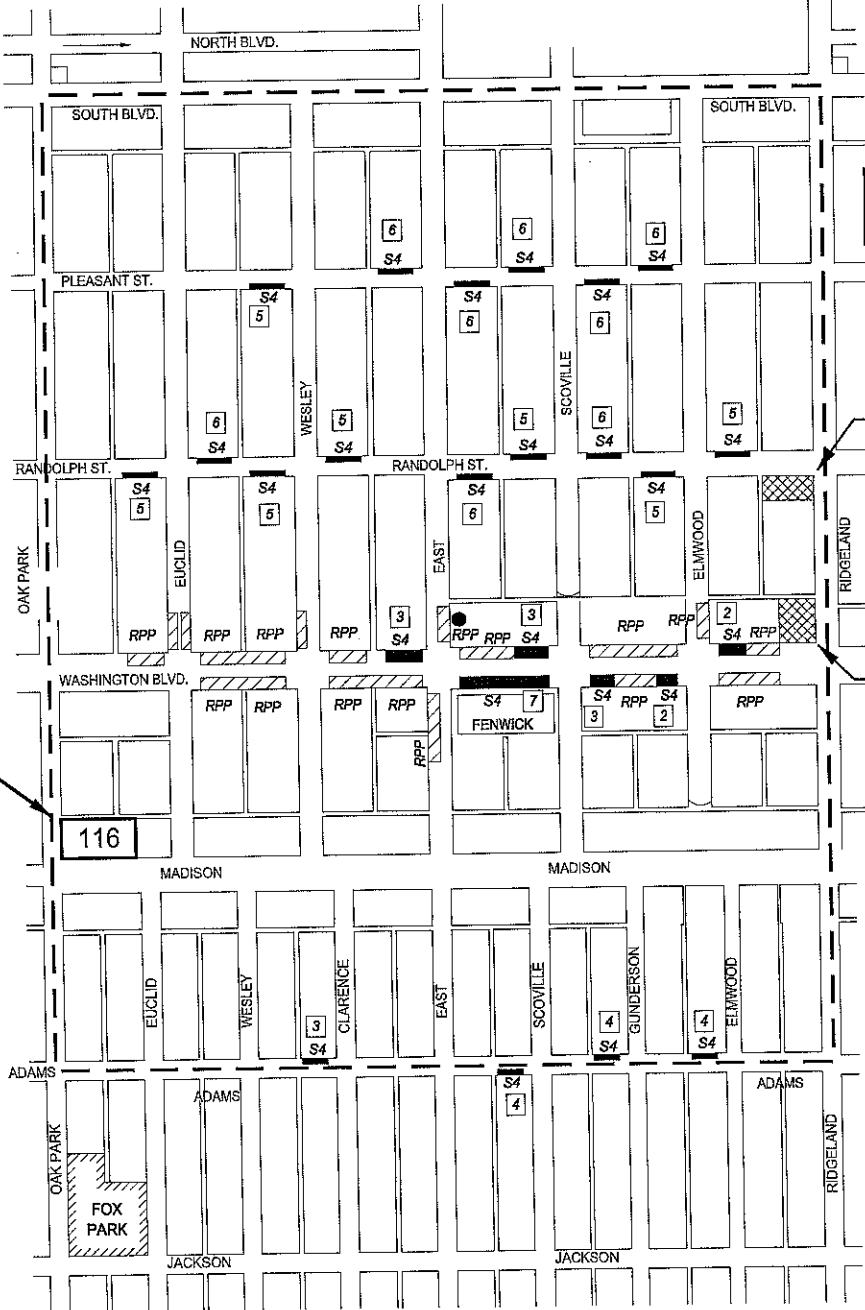 NORTH BLVD.
SOUTH BLVD. SOUTH BLVD.
6 6 6
S4 S4 S4
PLEASANT ST.
S4 S4 S4
5 6 6
WESLEY SCOVILLE
6 5 5 6 5
S4 S4 S4 S4 S4
RANDOLPH ST. RANDOLPH ST.
S4 S4 S4 S4
5 5 6 5
OAK PARK EUCLID EAST ELMWOOD RIDGELAND
3 3 2
RPP RPP RPP RPP S4 RPP RPP S4 RPP RPP S4 RPP
WASHINGTON BLVD.
RPP RPP RPP RPP S4 7 S4 RPP S4 RPP
FENWICK 3 2
RPP
116
MADISON MADISON
EUCLID WESLEY CLARENCE EAST SCOVILLE GUNDERSON ELMWOOD
3 4 4
S4 S4 S4
ADAMS
ADAMS S4 ADAMS
4
OAK PARK RIDGELAND
FOX
PARK
JACKSON JACKSON